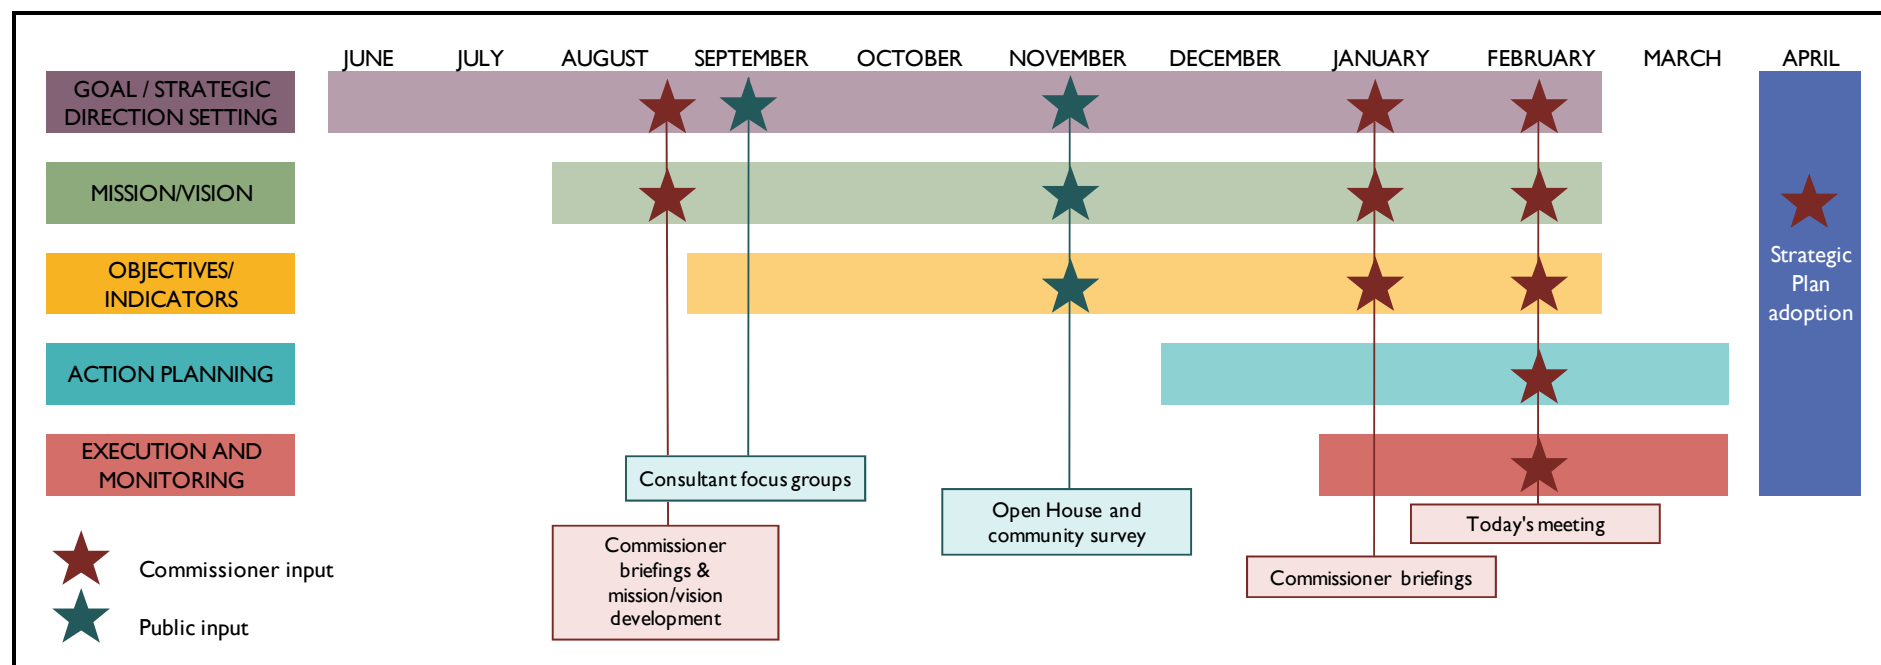 JUNE JULY AUGUST SEPTEMBER OCTOBER NOVEMBER DECEMBER JANUARY FEBRUARY MARCH APRIL
GOAL / STRATEGIC
DIRECTION SETTING
MISSION/VISION
OBJECTIVES/
INDICATORS
ACTION PLANNING
EXECUTION AND
MONITORING
Strategic
Plan
adoption
Consultant focus groups
Commissioner
briefings &
mission/vision
development
Open House and
community survey
Today's meeting
Commissioner briefings
Commissioner input
Public input